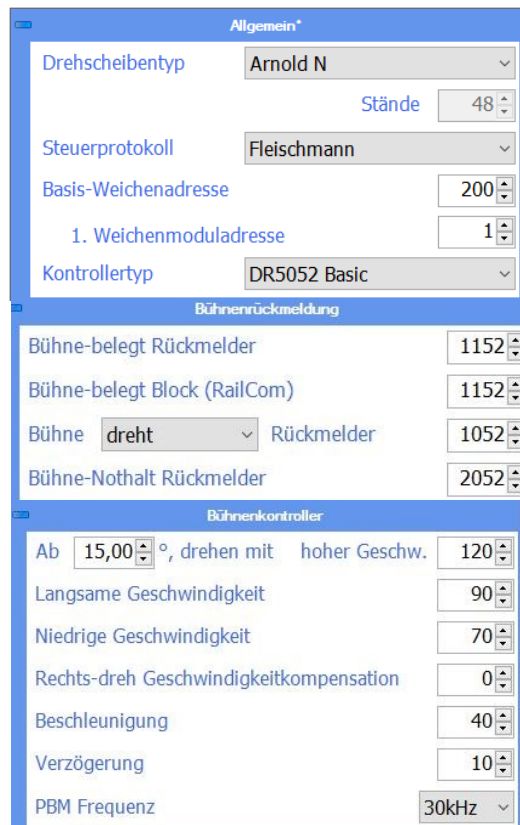 Allgemein*
Drehscheibentyp Arnold N
Stände 48
Steuerprotokoll Fleischmann
Basis-Weichenadresse 200
1. Weichenmoduladresse 1
Kontrollertyp DR5052 Basic
Bühnenrückmeldung
Bühne-belegt Rückmelder 1152
Bühne-belegt Block (RailCom) 1152
Bühne dreht Rückmelder 1052
Bühne-Nothalt Rückmelder 2052
Bühnenkontroller
Ab 15,00 °, drehen mit hoher Geschw. 120
Langsame Geschwindigkeit 90
Niedrige Geschwindigkeit 70
Rechts-dreh Geschwindigkeitkompensation 0
Beschleunigung 40
Verzögerung 10
PBM Frequenz 30kHz